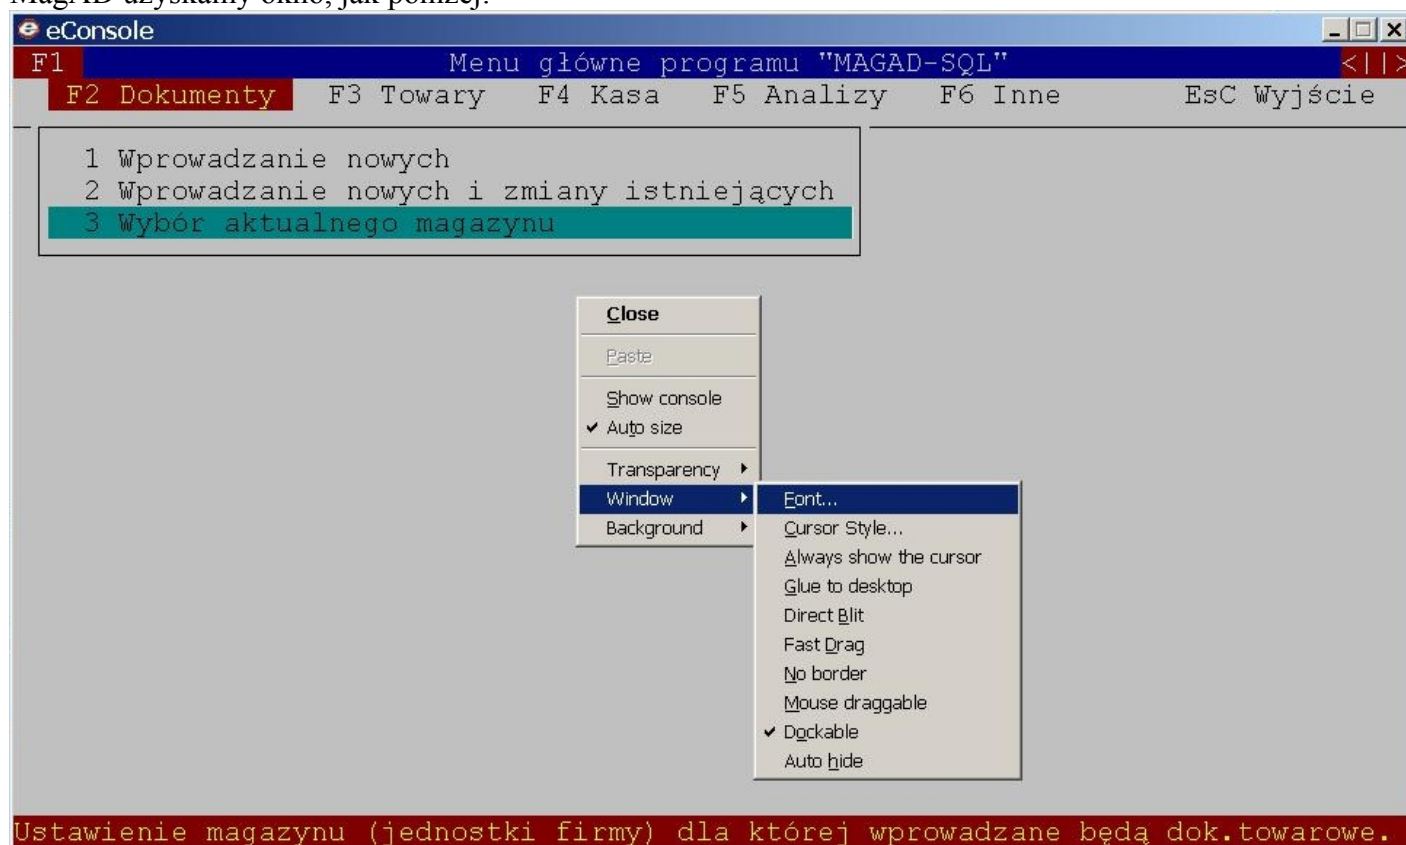 MagAD uzyskamy okno, jak poniżej:
eConsole
F1 Menu główne programu "MAGAD-SQL" <||>
F2 Dokumenty F3 Towary F4 Kasa F5 Analizy F6 Inne EsC Wyjście
1 Wprowadzanie nowych
2 Wprowadzanie nowych i zmiany istniejących
3 Wybór aktualnego magazynu
Close
Paste
Show console
Auto size
Transparency
Window
Background
Font...
Cursor Style...
Always show the cursor
Glue to desktop
Direct Blit
Fast Drag
No border
Mouse draggable
Dockable
Auto hide
Ustawienie magazynu (jednostki firmy) dla której wprowadzane będą dok.towarowe.